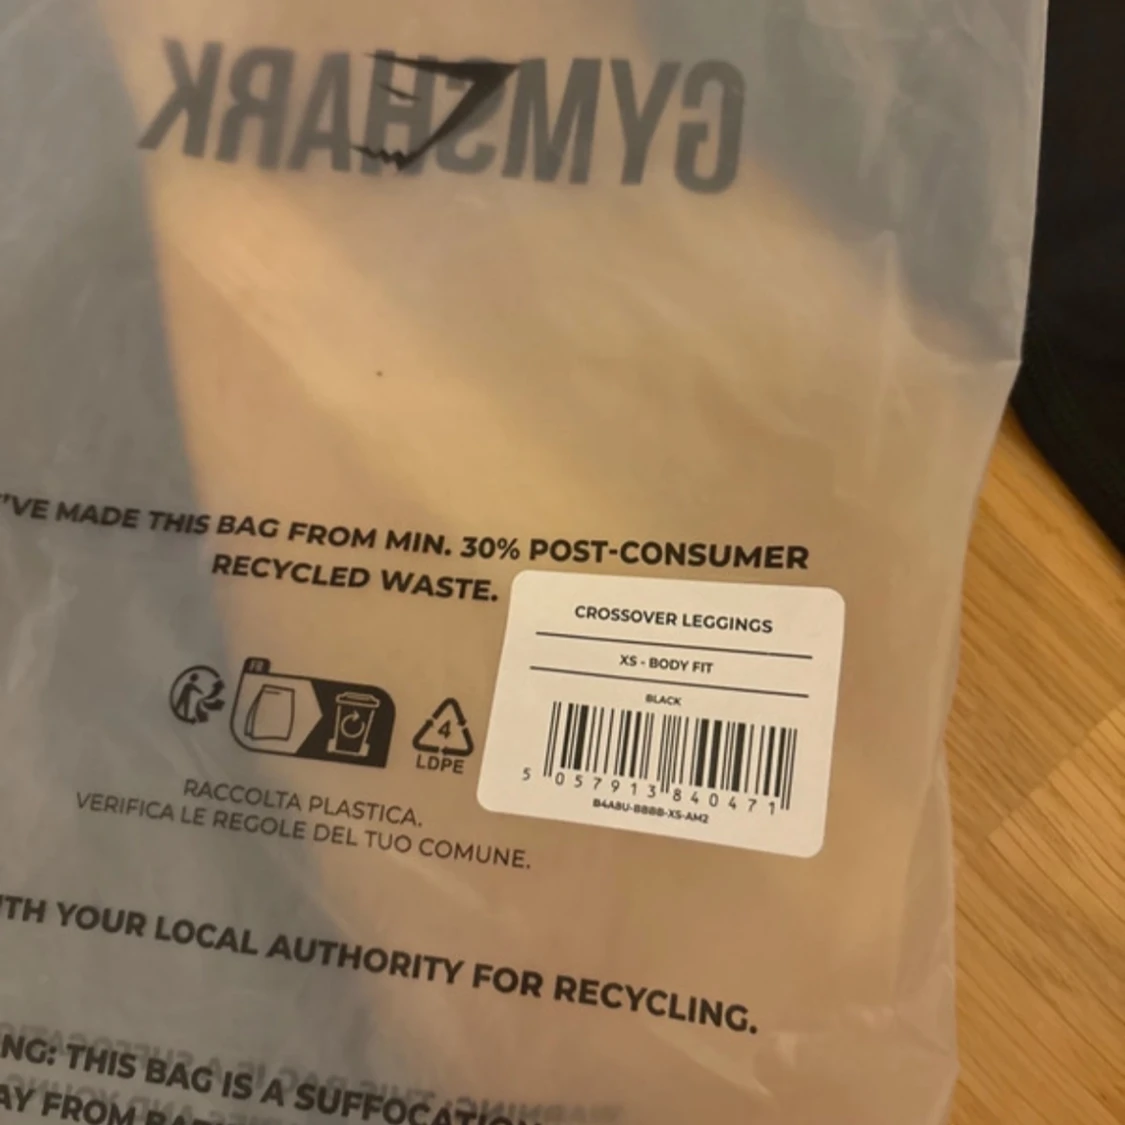 GYMSHARK
'VE MADE THIS BAG FROM MIN. 30% POST-CONSUMER
RECYCLED WASTE.
CROSSOVER LEGGINGS
XS - BODY FIT
BLACK
5 057913 840471
B4A8U-BBBB-XS-AM2
FR
4
LDPE
RACCOLTA PLASTICA.
VERIFICA LE REGOLE DEL TUO COMUNE.
TH YOUR LOCAL AUTHORITY FOR RECYCLING.
NG: THIS BAG IS A
AY FROM